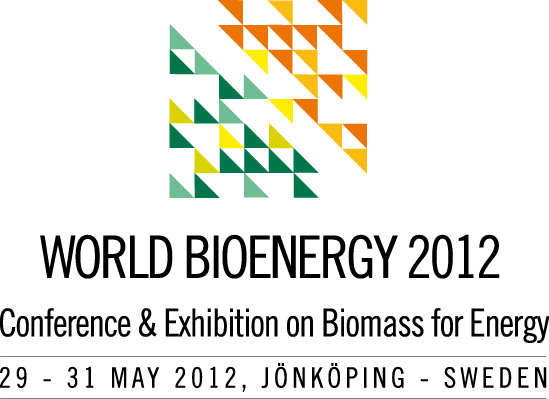 WORLD BIOENERGY 2012
Conference & Exhibition on Biomass for Energy
29 - 31 MAY 2012, JÖNKÖPING - SWEDEN